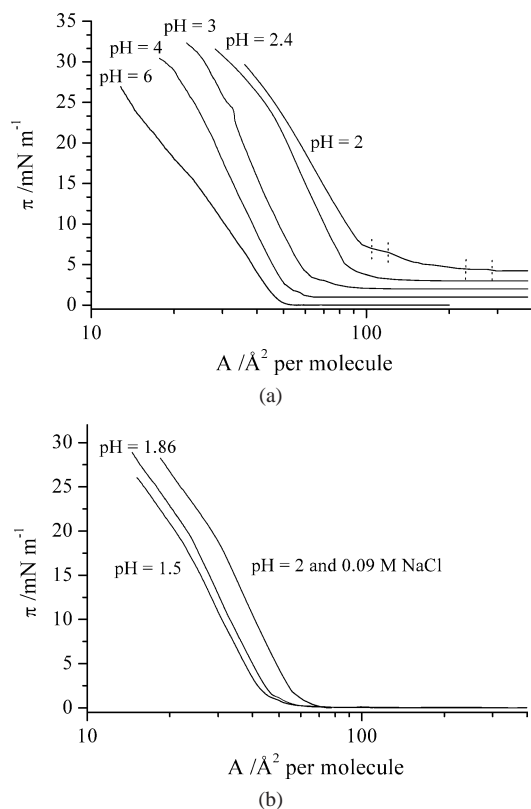 35
30
25
20
15
10
5
0
π /mN m⁻¹
pH = 3
pH = 4
pH = 2.4
pH = 6
pH = 2
10
100
A /Å² per molecule
(a)
30
25
20
15
10
5
0
π /mN m⁻¹
pH = 1.86
pH = 1.5
pH = 2 and 0.09 M NaCl
10
100
A /Å² per molecule
(b)